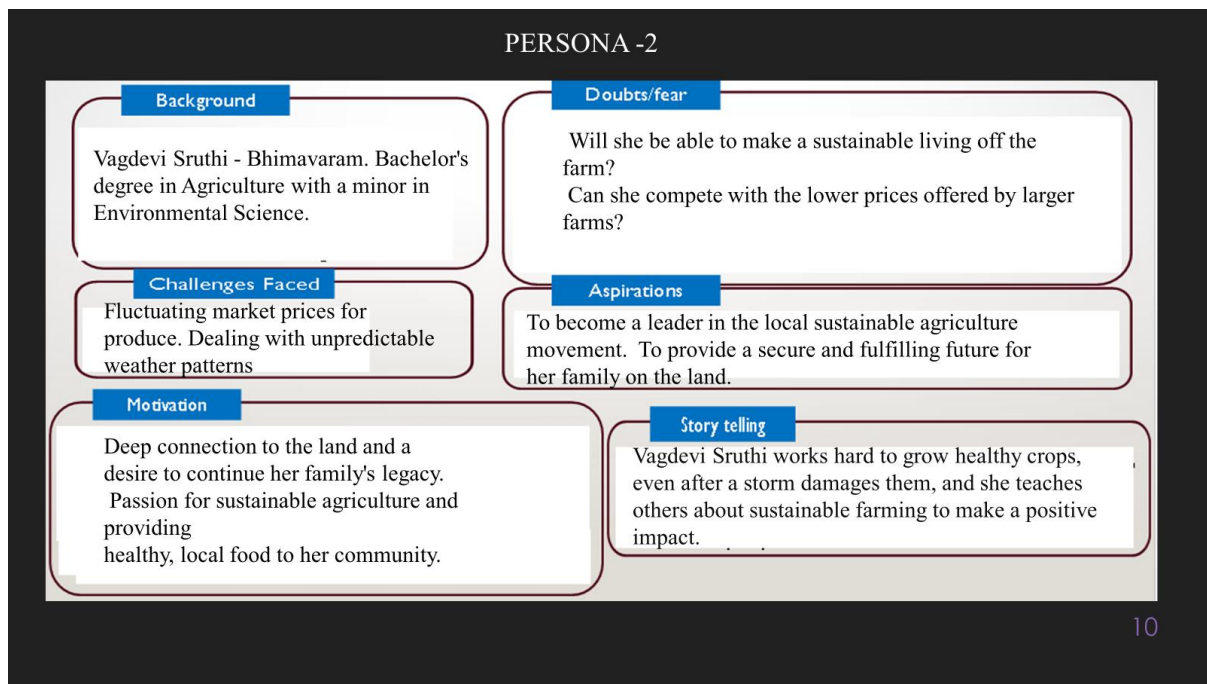 PERSONA -2
Background
Vagdevi Sruthi - Bhimavaram. Bachelor's
degree in Agriculture with a minor in
Environmental Science.
Doubts/fear
Will she be able to make a sustainable living off the
farm?
Can she compete with the lower prices offered by larger
farms?
Challenges Faced
Fluctuating market prices for
produce. Dealing with unpredictable
weather patterns
Aspirations
To become a leader in the local sustainable agriculture
movement.  To provide a secure and fulfilling future for
her family on the land.
Motivation
Deep connection to the land and a
desire to continue her family's legacy.
Passion for sustainable agriculture and
providing
healthy, local food to her community.
Story telling
Vagdevi Sruthi works hard to grow healthy crops,
even after a storm damages them, and she teaches
others about sustainable farming to make a positive
impact.
10